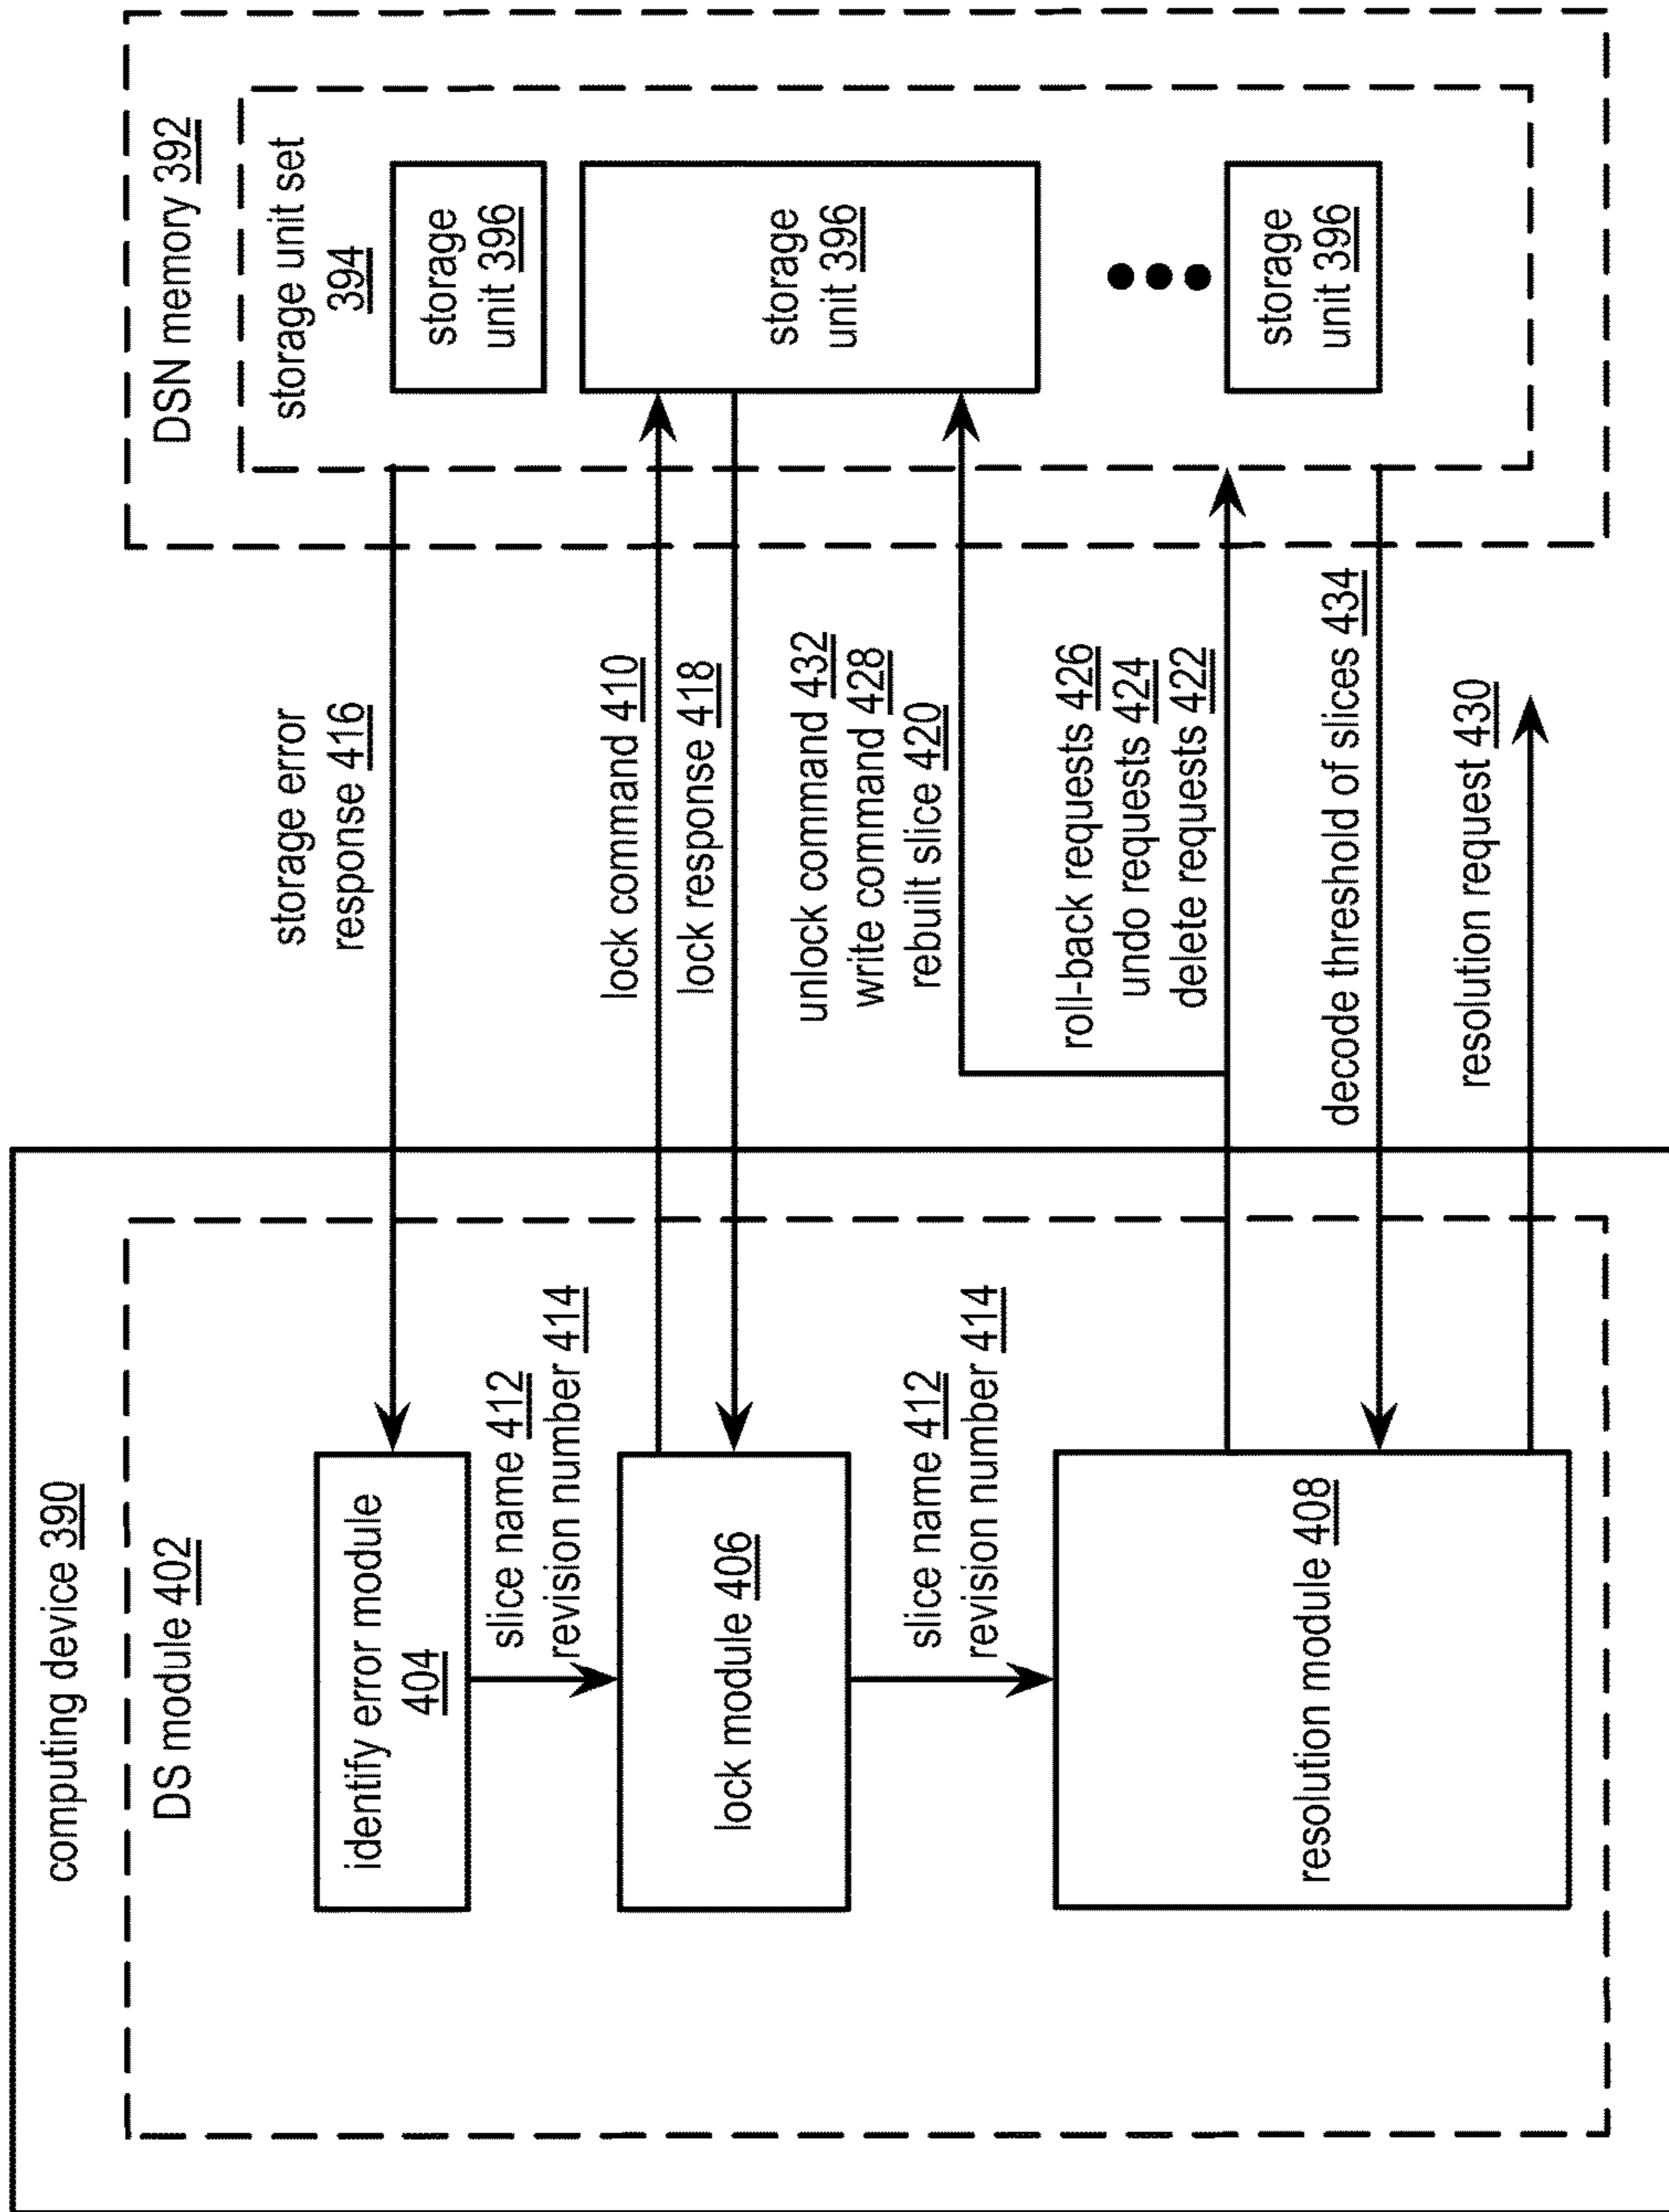 computing device 390
DS module 402
identify error module
404
slice name 412
revision number 414
lock module 406
slice name 412
revision number 414
resolution module 408
storage error
response 416
lock command 410
lock response 418
unlock command 432
write command 428
rebuilt slice 420
roll-back requests 426
undo requests 424
delete requests 422
decode threshold of slices 434
resolution request 430
DSN memory 392
storage unit set
394
storage
unit 396
storage
unit 396
storage
unit 396